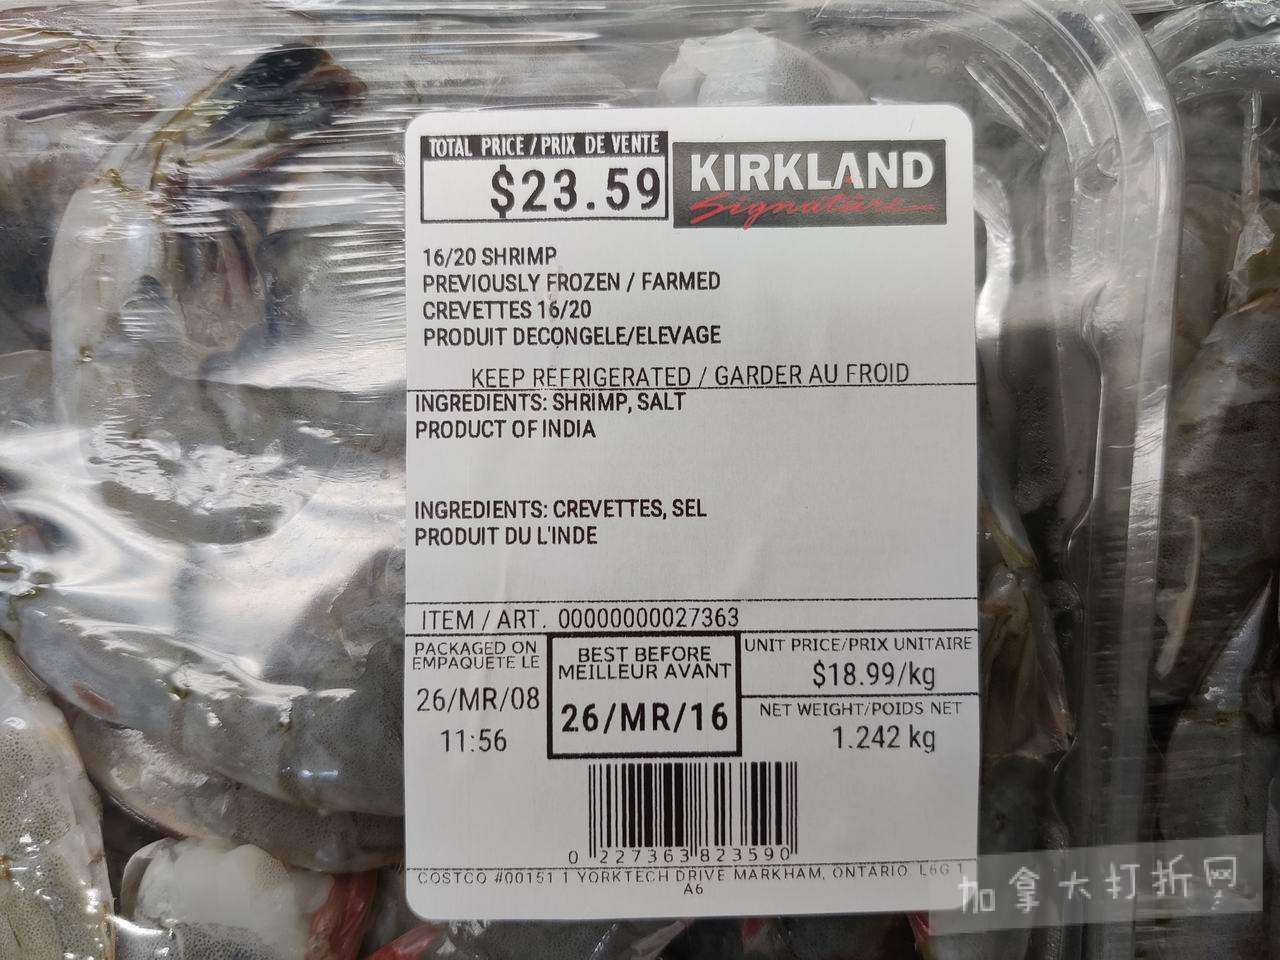 TOTAL PRICE / PRIX DE VENTE
$23.59
KIRKLAND
Signature
16/20 SHRIMP
PREVIOUSLY FROZEN / FARMED
CREVETTES 16/20
PRODUIT DECONGELE/ELEVAGE
KEEP REFRIGERATED / GARDER AU FROID
INGREDIENTS: SHRIMP, SALT
PRODUCT OF INDIA
INGREDIENTS: CREVETTES, SEL
PRODUIT DU L'INDE
ITEM / ART. 00000000027363
PACKAGED ON
EMPAQUETE LE
26/MR/08
11:56
BEST BEFORE
MEILLEUR AVANT
26/MR/16
UNIT PRICE/PRIX UNITAIRE
$18.99/kg
NET WEIGHT/POIDS NET
1.242 kg
0 227363 823590
COSTCO #00151 1 YORKTECH DRIVE MARKHAM, ONTARIO L6G 1
A6
加拿大打折网